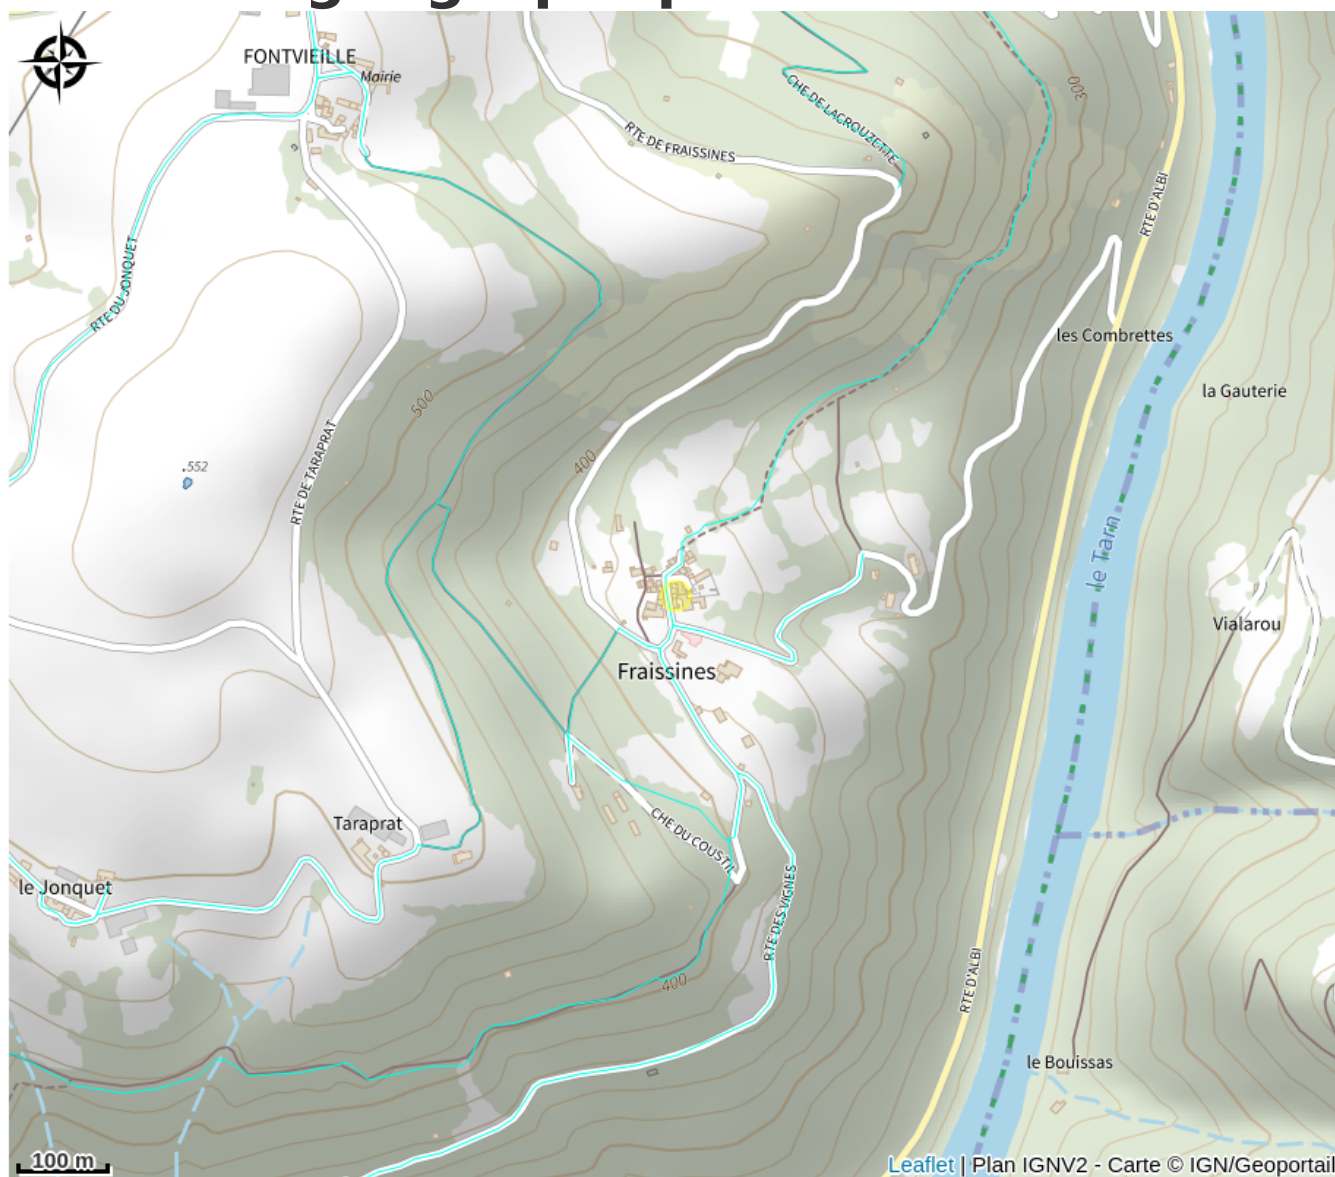 FONTVIEILLE
Mairie
CHE DE LACROUZETTE
300
RTE DE FRAISSINES
RTE D'ALBI
RTE DU JONQUET
les Combrettes
la Gauterie
500
400
.552
RTE DE TARAPRAT
le Tarn
Vialarou
Fraissines
Taraprat
CHE DU COUSTIL
le Jonquet
RTE DES VIGNES
400
RTE D'ALBI
le Bouissas
100 m
Leaflet | Plan IGNV2 - Carte © IGN/Geoportail